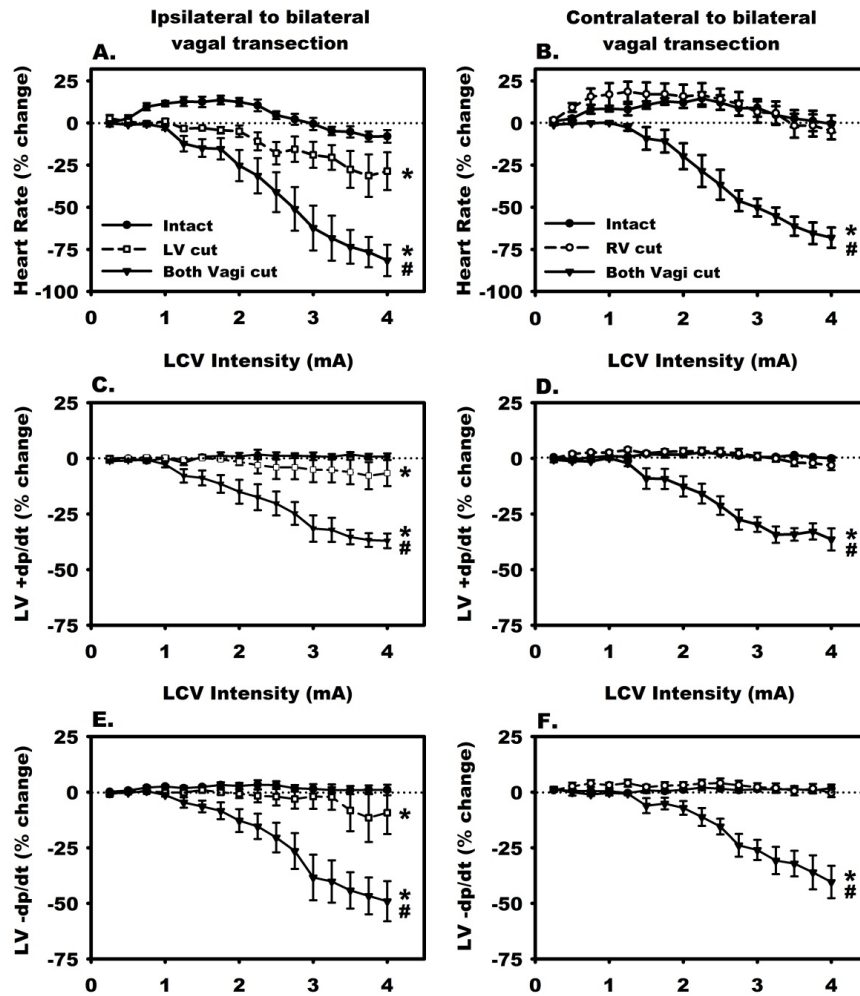 Ipsilateral to bilateral
vagal transection
Contralateral to bilateral
vagal transection
A.
Heart Rate (% change)
25
0
-25
-50
-75
-100
Intact
LV cut
Both Vagi cut
*
*
#
0 1 2 3 4
LCV Intensity (mA)
B.
Heart Rate (% change)
25
0
-25
-50
-75
-100
Intact
RV cut
Both Vagi cut
*
#
0 1 2 3 4
LCV Intensity (mA)
C.
LV +dp/dt (% change)
25
0
-25
-50
-75
*
*
#
0 1 2 3 4
LCV Intensity (mA)
D.
LV +dp/dt (% change)
25
0
-25
-50
-75
*
#
0 1 2 3 4
LCV Intensity (mA)
E.
LV -dp/dt (% change)
25
0
-25
-50
-75
*
*
#
0 1 2 3 4
F.
LV -dp/dt (% change)
25
0
-25
-50
-75
*
#
0 1 2 3 4